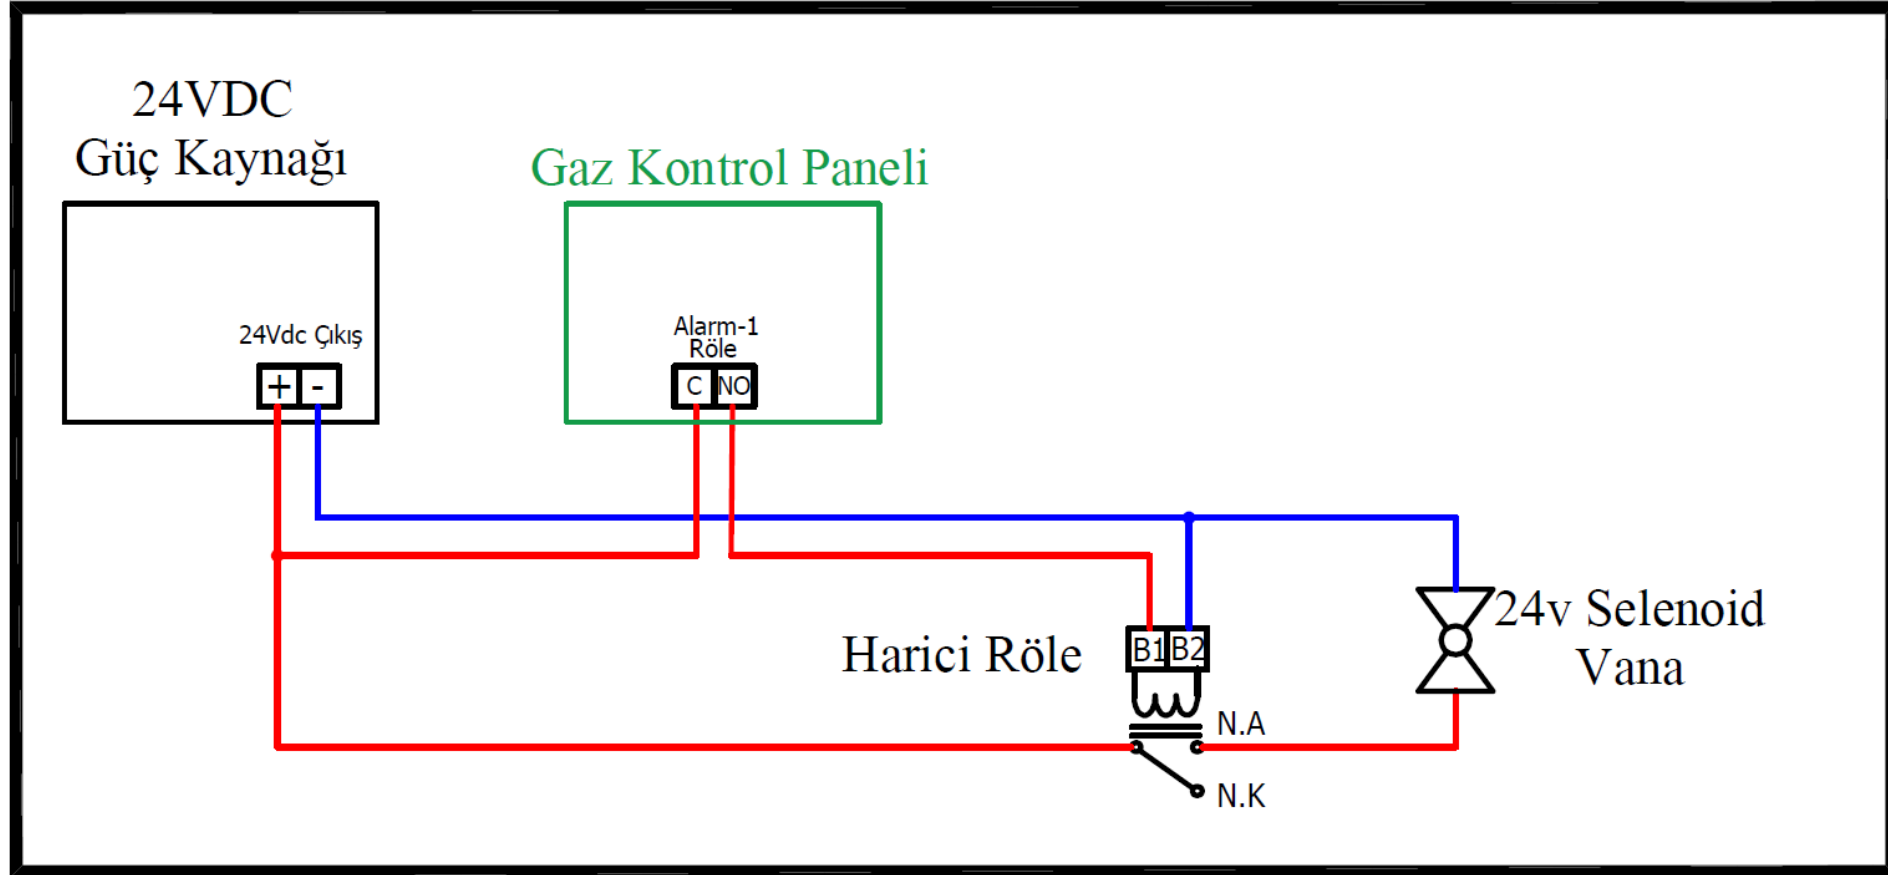 24VDC
Güç Kaynağı
Gaz Kontrol Paneli
24Vdc Çıkış
+ -
Alarm-1
Röle
C NO
Harici Röle
B1 B2
24v Selenoid
Vana
N.A
N.K